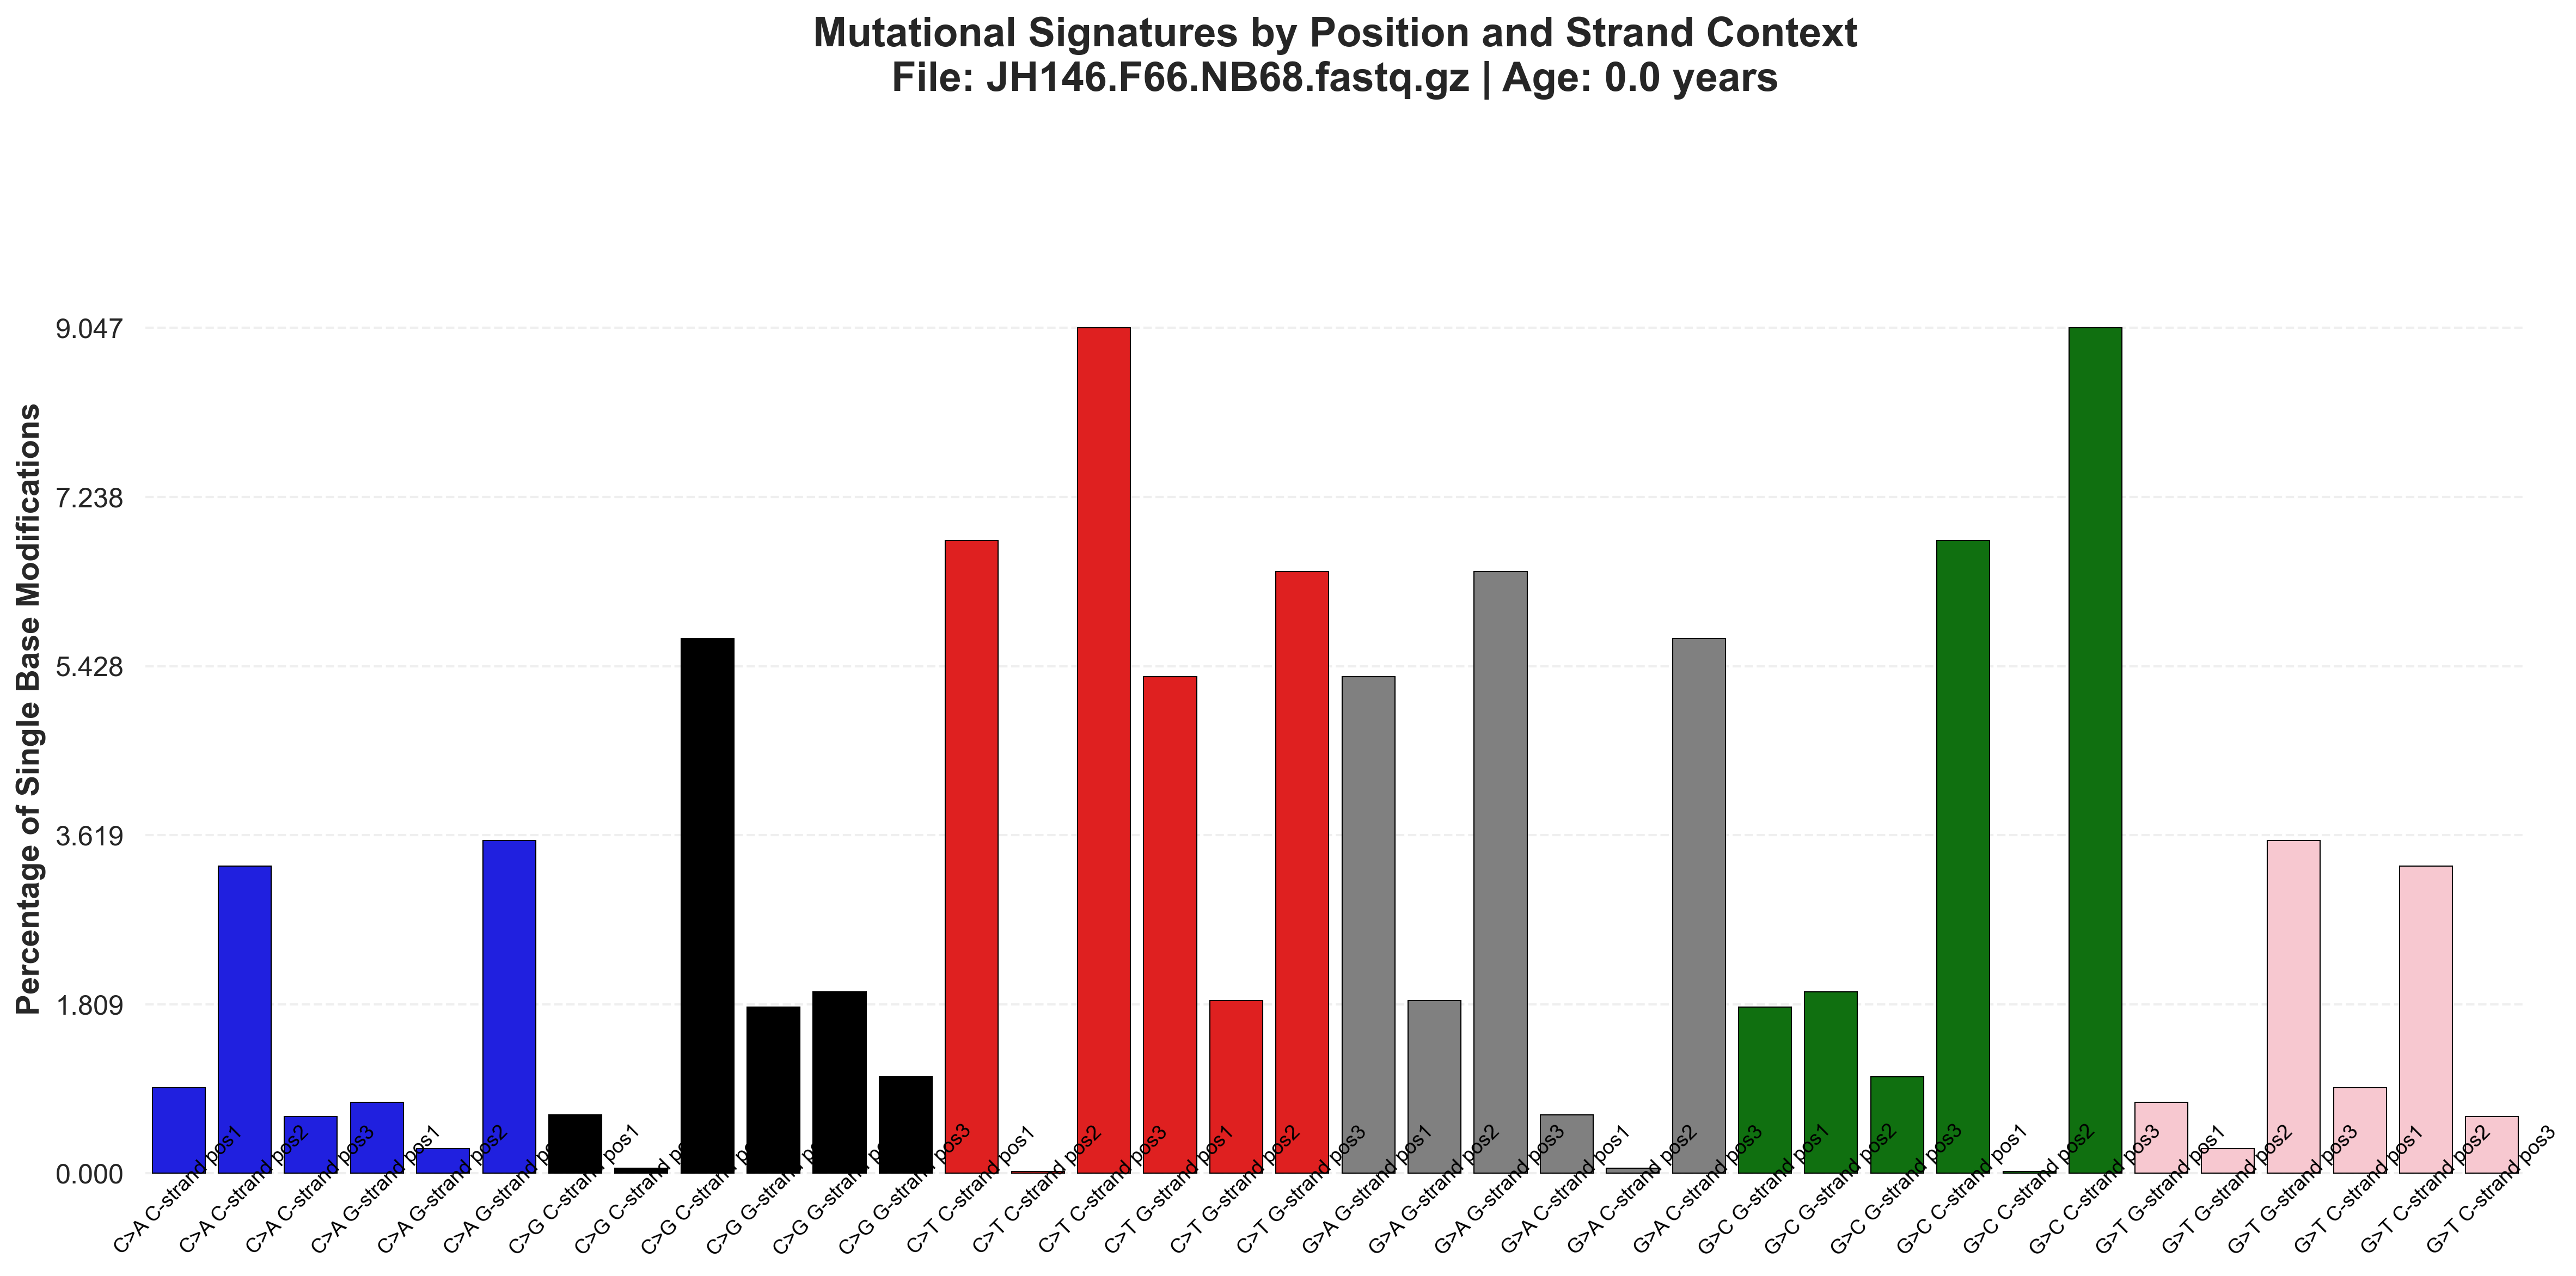 Mutational Signatures by Position and Strand Context
File: JH146.F66.NB68.fastq.gz | Age: 0.0 years
Percentage of Single Base Modifications
9.047
7.238
5.428
3.619
1.809
0.000
C>A C-strand pos1
C>A C-strand pos2
C>A C-strand pos3
C>A G-strand pos1
C>A G-strand pos2
C>A G-strand po
C>G C-strand pos1
C>G C-strand po
C>G C-strand po
C>G G-strand po
C>G G-strand po
C>G G-strand pos3
C>T C-strand pos1
C>T C-strand pos2
C>T C-strand pos3
C>T G-strand pos1
C>T G-strand pos2
C>T G-strand pos3
G>A G-strand pos1
G>A G-strand pos2
G>A G-strand pos3
G>A C-strand pos1
G>A C-strand pos2
G>A C-strand pos3
G>C G-strand pos1
G>C G-strand pos2
G>C G-strand pos3
G>C C-strand pos1
G>C C-strand pos2
G>C C-strand pos3
G>T G-strand pos1
G>T G-strand pos2
G>T G-strand pos3
G>T C-strand pos1
G>T C-strand pos2
G>T C-strand pos3